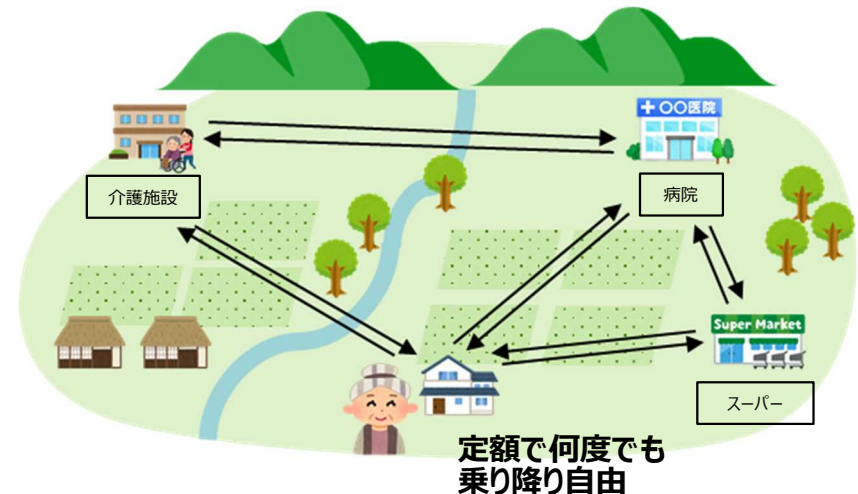 〇〇医院
介護施設
病院
Super Market
スーパー
定額で何度でも
乗り降り自由